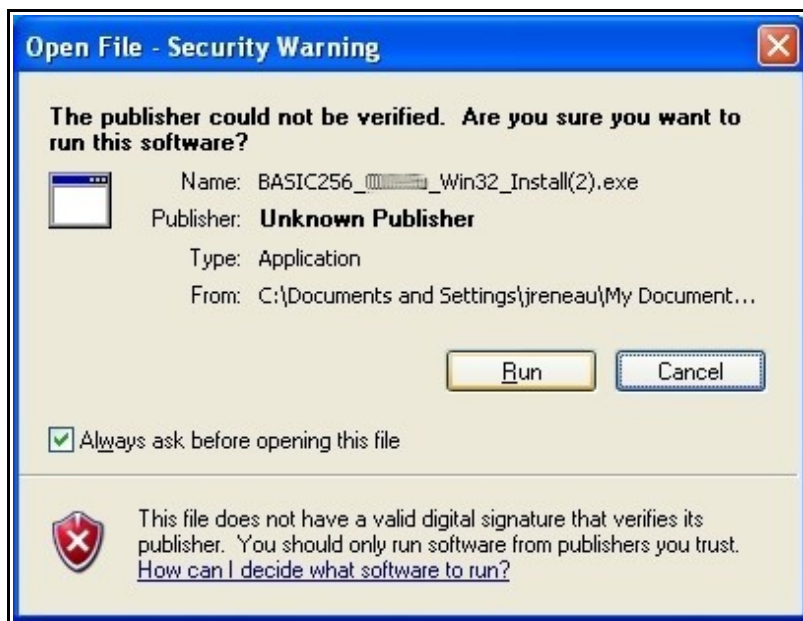 Open File - Security Warning
The publisher could not be verified. Are you sure you want to
run this software?
Name: BASIC256_ _Win32_Install(2).exe
Publisher: Unknown Publisher
Type: Application
From: C:\Documents and Settings\jreneau\My Document...
Run Cancel
Always ask before opening this file
This file does not have a valid digital signature that verifies its
publisher. You should only run software from publishers you trust.
How can I decide what software to run?